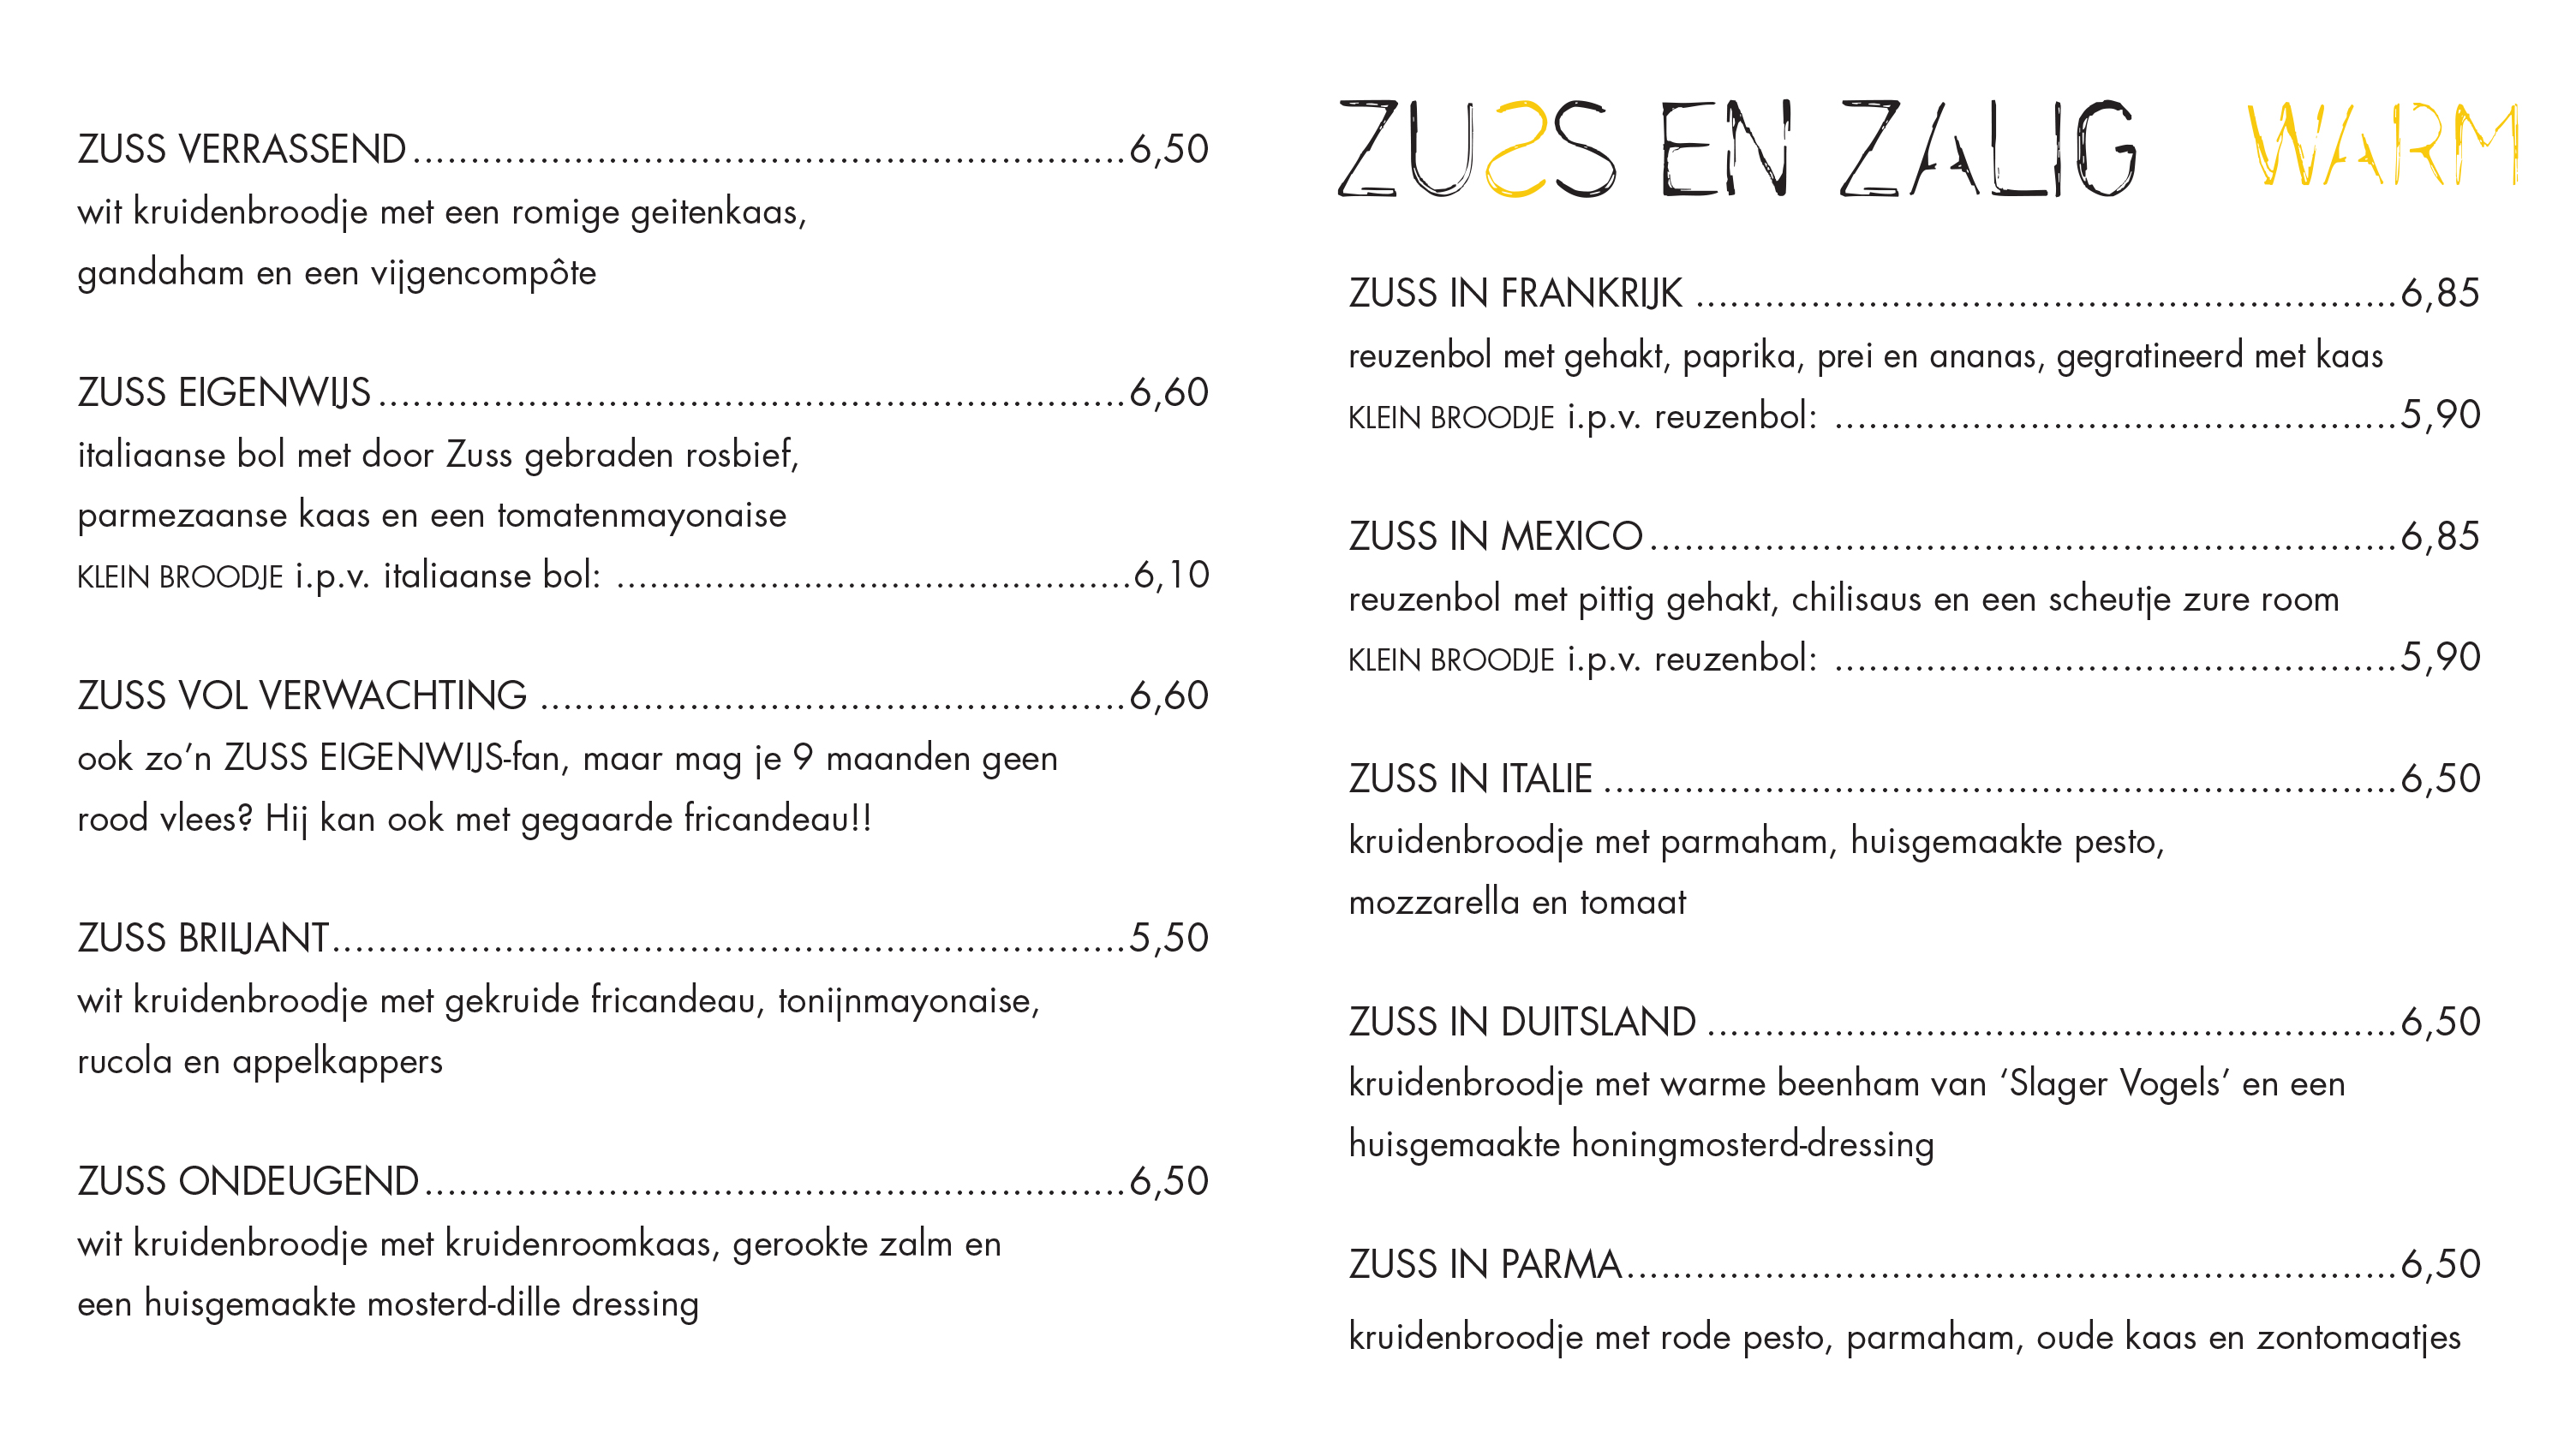 ZUSS VERRASSEND..............................................................6,50
wit kruidenbroodje met een romige geitenkaas,
gandaham en een vijgencompôte
ZUSS EIGENWIJS.................................................................6,60
italiaanse bol met door Zuss gebraden rosbief,
parmezaanse kaas en een tomatenmayonaise
KLEIN BROODJE i.p.v. italiaanse bol: .............................................6,10
ZUSS VOL VERWACHTING ...................................................6,60
ook zo’n ZUSS EIGENWIJS-fan, maar mag je 9 maanden geen
rood vlees? Hij kan ook met gegaarde fricandeau!!
ZUSS BRILJANT.....................................................................5,50
wit kruidenbroodje met gekruide fricandeau, tonijnmayonaise,
rucola en appelkappers
ZUSS ONDEUGEND.............................................................6,50
wit kruidenbroodje met kruidenroomkaas, gerookte zalm en
een huisgemaakte mosterd-dille dressing
ZUSS EN ZALIG WARM
ZUSS IN FRANKRIJK .............................................................6,85
reuzenbol met gehakt, paprika, prei en ananas, gegratineerd met kaas
KLEIN BROODJE i.p.v. reuzenbol: .................................................5,90
ZUSS IN MEXICO.................................................................6,85
reuzenbol met pittig gehakt, chilisaus en een scheutje zure room
KLEIN BROODJE i.p.v. reuzenbol: .................................................5,90
ZUSS IN ITALIE .....................................................................6,50
kruidenbroodje met parmaham, huisgemaakte pesto,
mozzarella en tomaat
ZUSS IN DUITSLAND ............................................................6,50
kruidenbroodje met warme beenham van ‘Slager Vogels’ en een
huisgemaakte honingmosterd-dressing
ZUSS IN PARMA...................................................................6,50
kruidenbroodje met rode pesto, parmaham, oude kaas en zontomaatjes